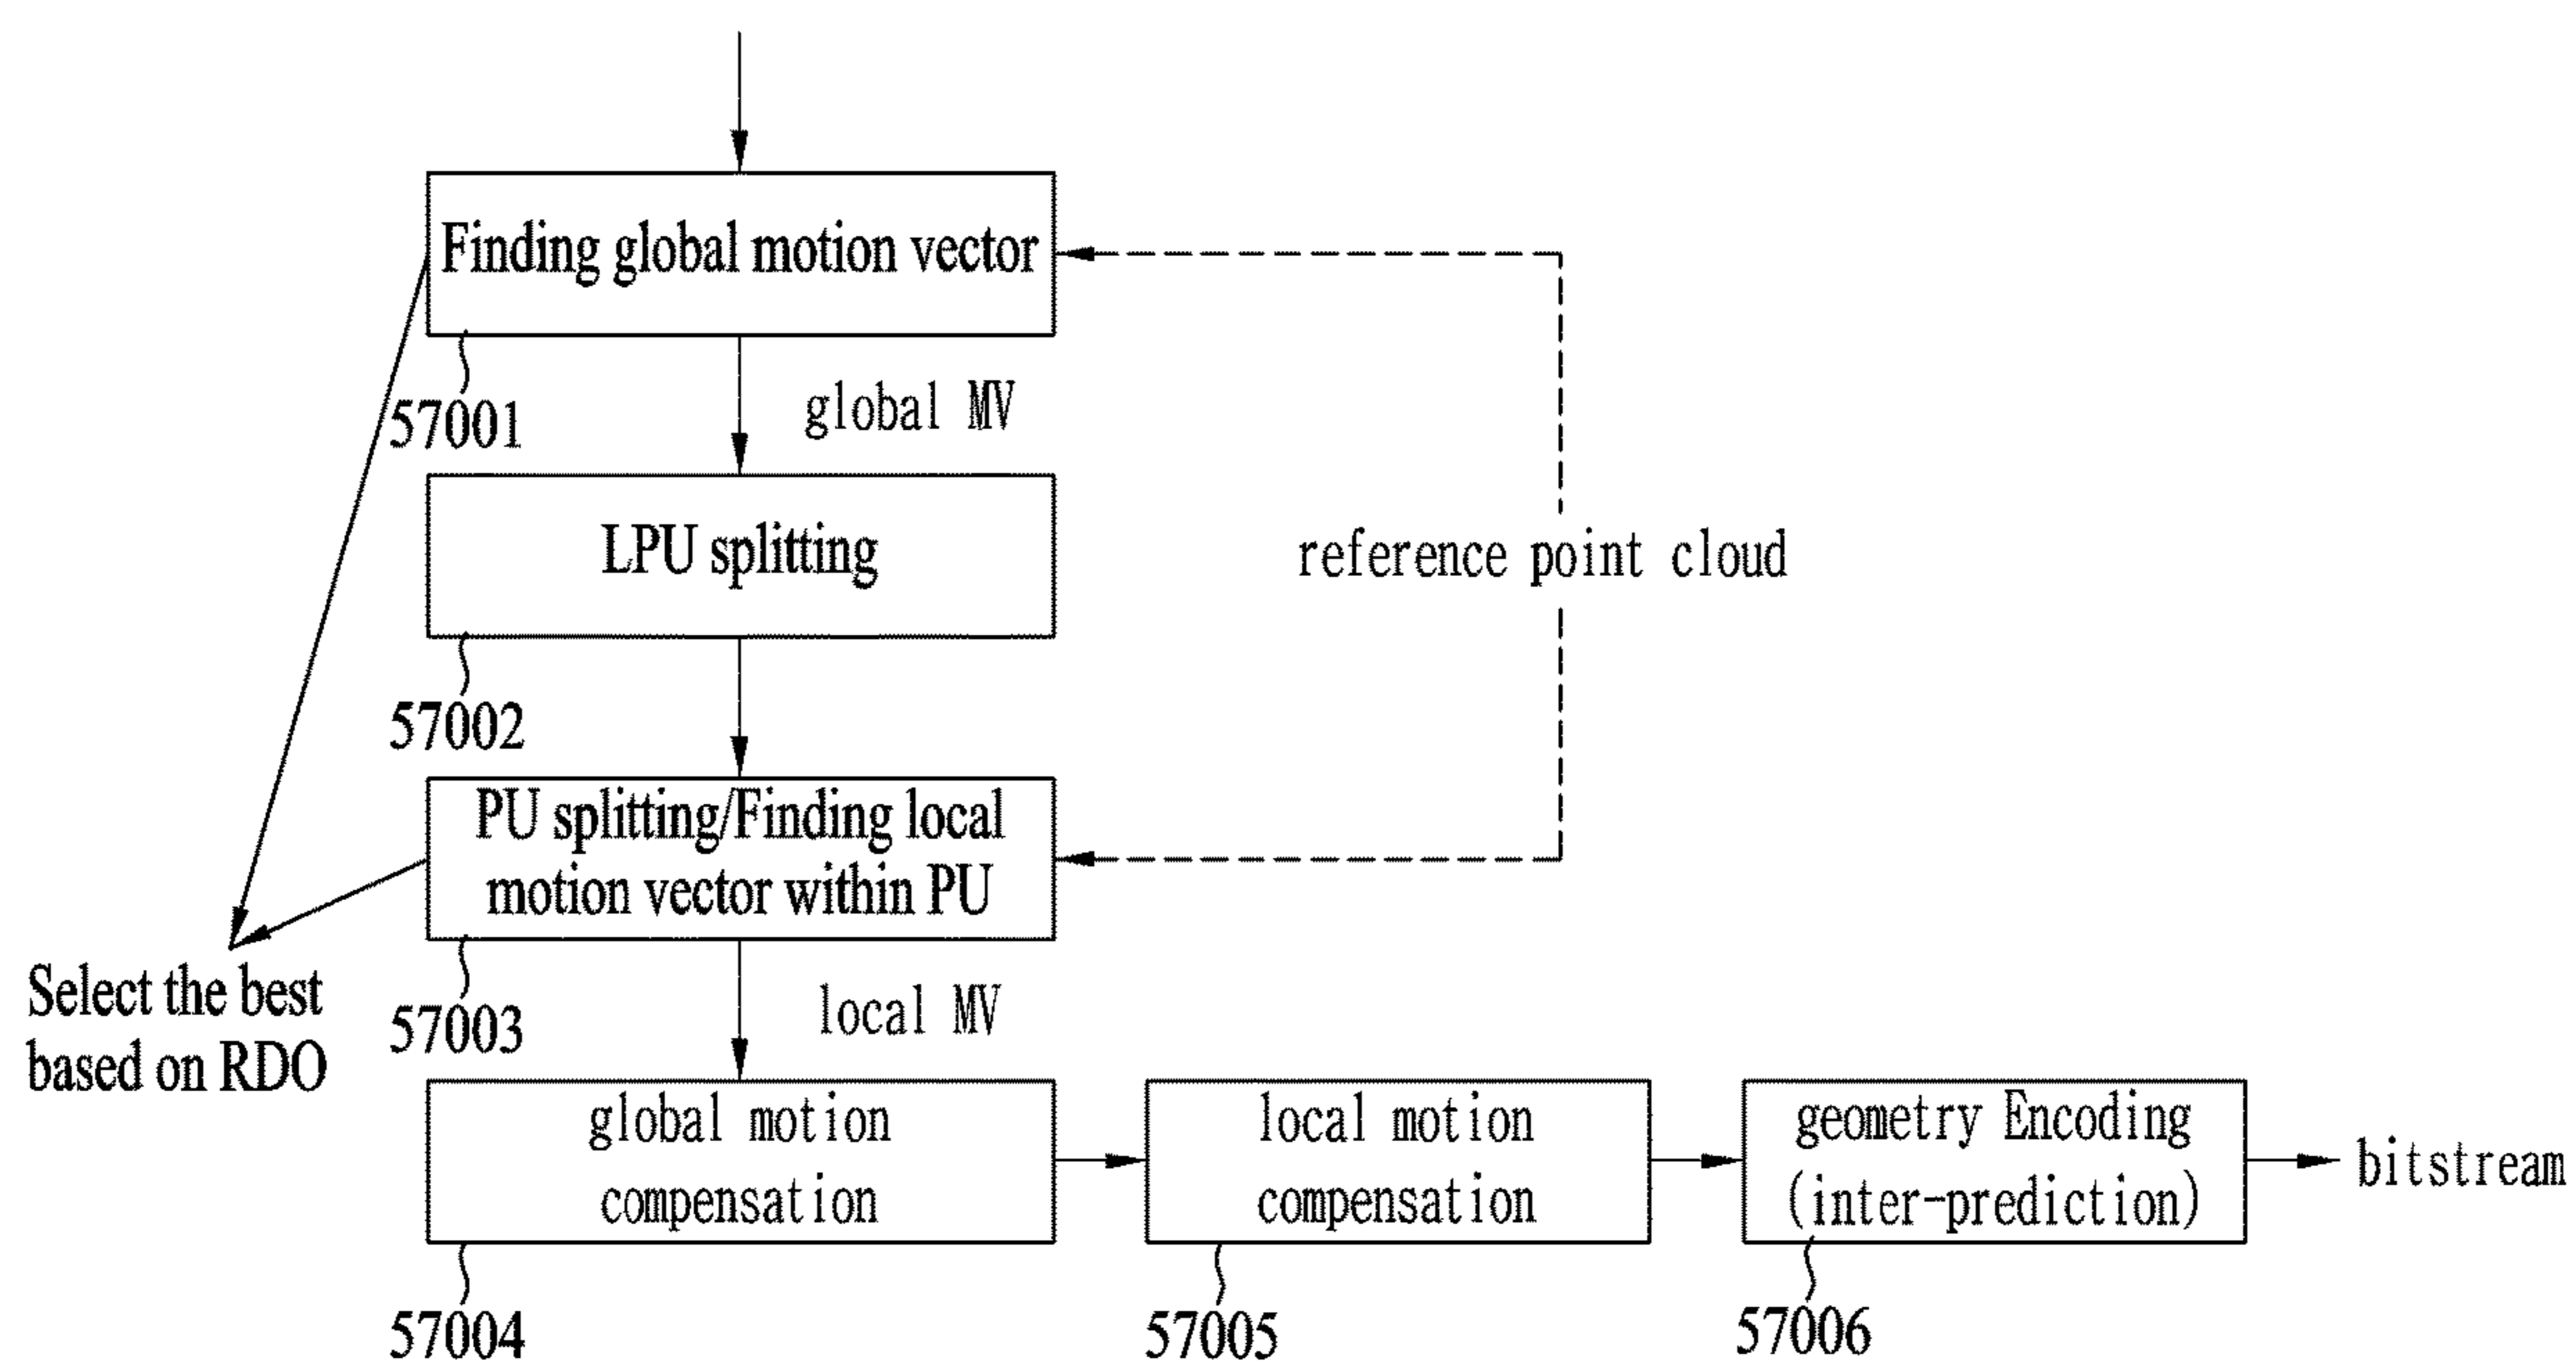 Finding global motion vector
57001
global MV
LPU splitting
reference point cloud
57002
PU splitting/Finding local
motion vector within PU
Select the best
based on RDO
57003
local MV
global motion
compensation
local motion
compensation
geometry Encoding
(inter-prediction)
bitstream
57004
57005
57006